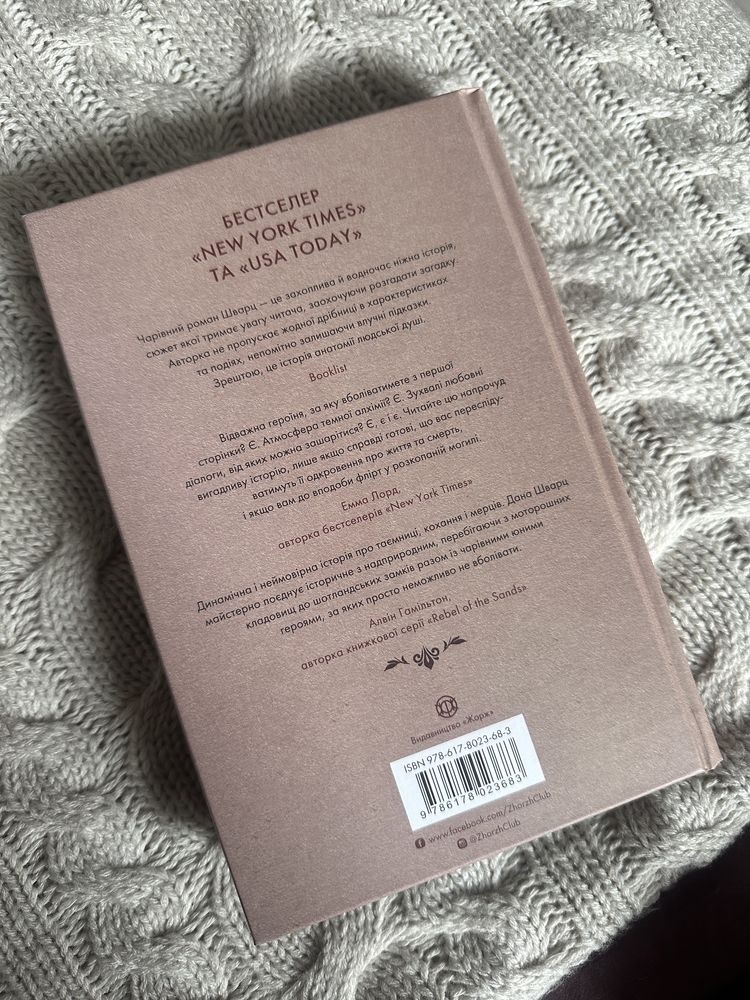 БЕСТСЕЛЕР
«NEW YORK TIMES»
ТА «USA TODAY»
Чарівний роман Шварц — це захоплива й водночас ніжна історія,
сюжет якої тримає увагу читача, заохочуючи розгадати загадку.
Авторка не пропускає жодної дрібниці в характеристиках
та подіях, непомітно залишаючи влучні підказки.
Зрештою, це історія анатомії людської душі.
Booklist
Відважна героїня, за яку вболіватимете з першої
сторінки? Є. Атмосфера темної алхімії? Є. Зухвалі любовні
діалоги, від яких можна зашарітися? Є, є і є. Читайте цю напрочуд
вигадливу історію, лише якщо справді готові, що вас пересліду-
ватимуть її одкровення про життя та смерть,
і якщо вам до вподоби флірт у розкопаній могилі.
Емма Лорд,
авторка бестселерів «New York Times»
Динамічна і неймовірна історія про таємниці, кохання і мерців. Дана Шварц
майстерно поєднує історичне з надприродним, перебігаючи з моторошних
кладовищ до шотландських замків разом із чарівними юними
героями, за яких просто неможливо не вболівати.
Алвін Гамільтон,
авторка книжкової серії «Rebel of the Sands»
Видавництво «Жорж»
ISBN 978-617-8023-68-3
9 786178 023683
www.facebook.com/ZhorzhClub
@ZhorzhClub